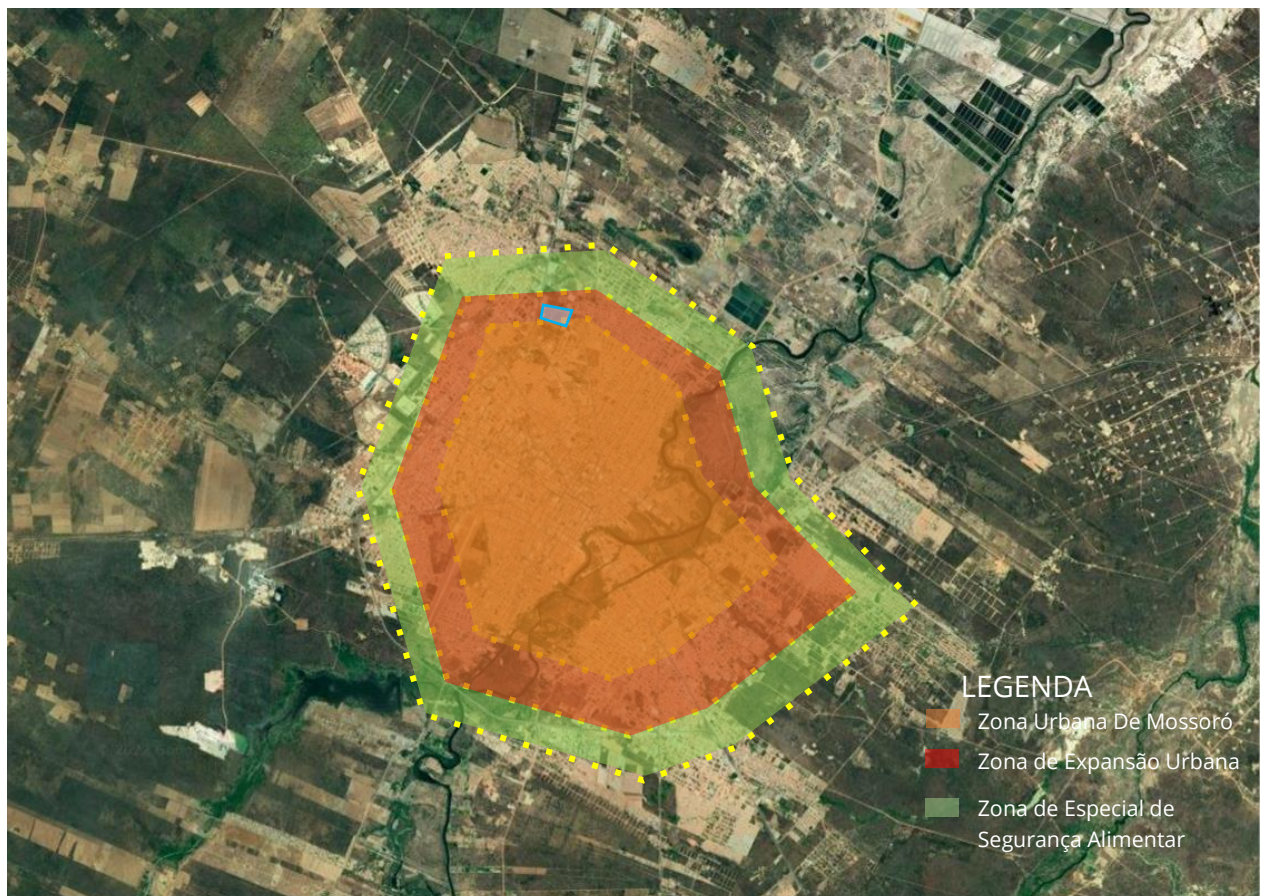 LEGENDA
Zona Urbana De Mossoró
Zona de Expansão Urbana
Zona de Especial de
Segurança Alimentar